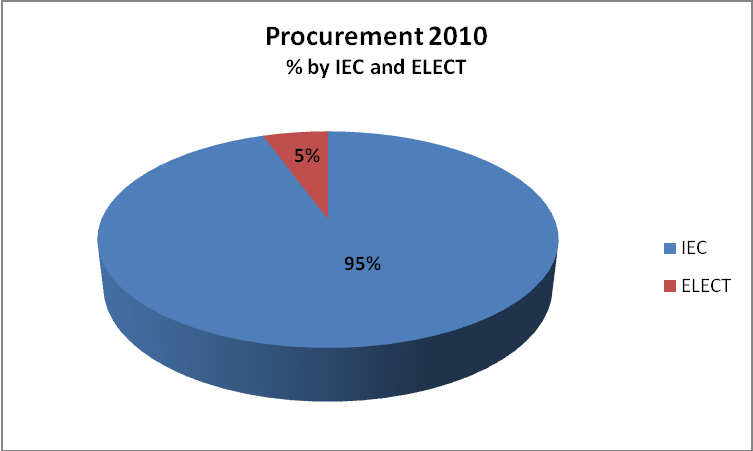 Procurement 2010
% by IEC and ELECT
5%
95%
IEC
ELECT